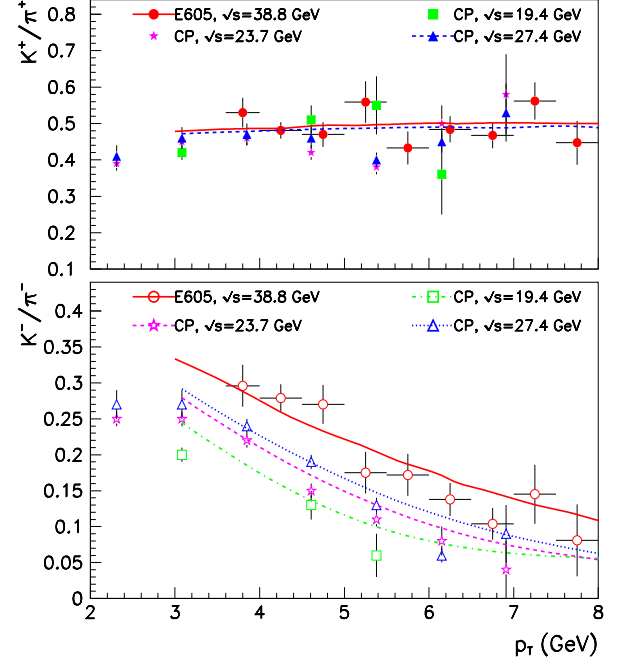 K⁺/π⁺
E605, √s=38.8 GeV
CP, √s=19.4 GeV
CP, √s=23.7 GeV
CP, √s=27.4 GeV
0.8
0.7
0.6
0.5
0.4
0.3
0.2
0.1
K⁻/π⁻
E605, √s=38.8 GeV
CP, √s=19.4 GeV
CP, √s=23.7 GeV
CP, √s=27.4 GeV
0.4
0.35
0.3
0.25
0.2
0.15
0.1
0.05
0
2 3 4 5 6 7 8
p_T (GeV)